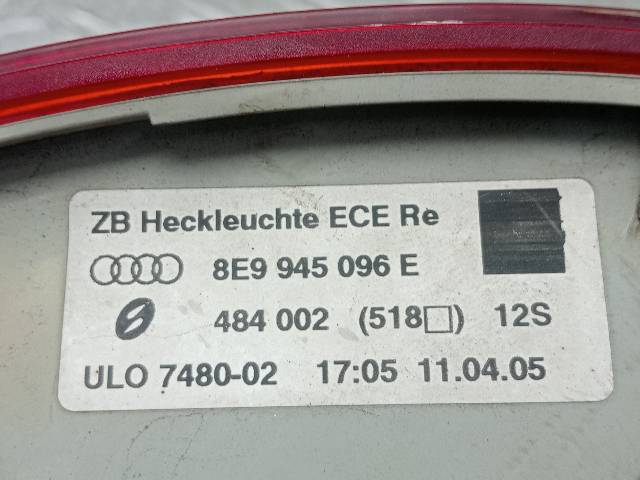 ZB Heckleuchte ECE Re
8E9 945 096 E
484 002 (518□) 12S
ULO 7480-02 17:05 11.04.05